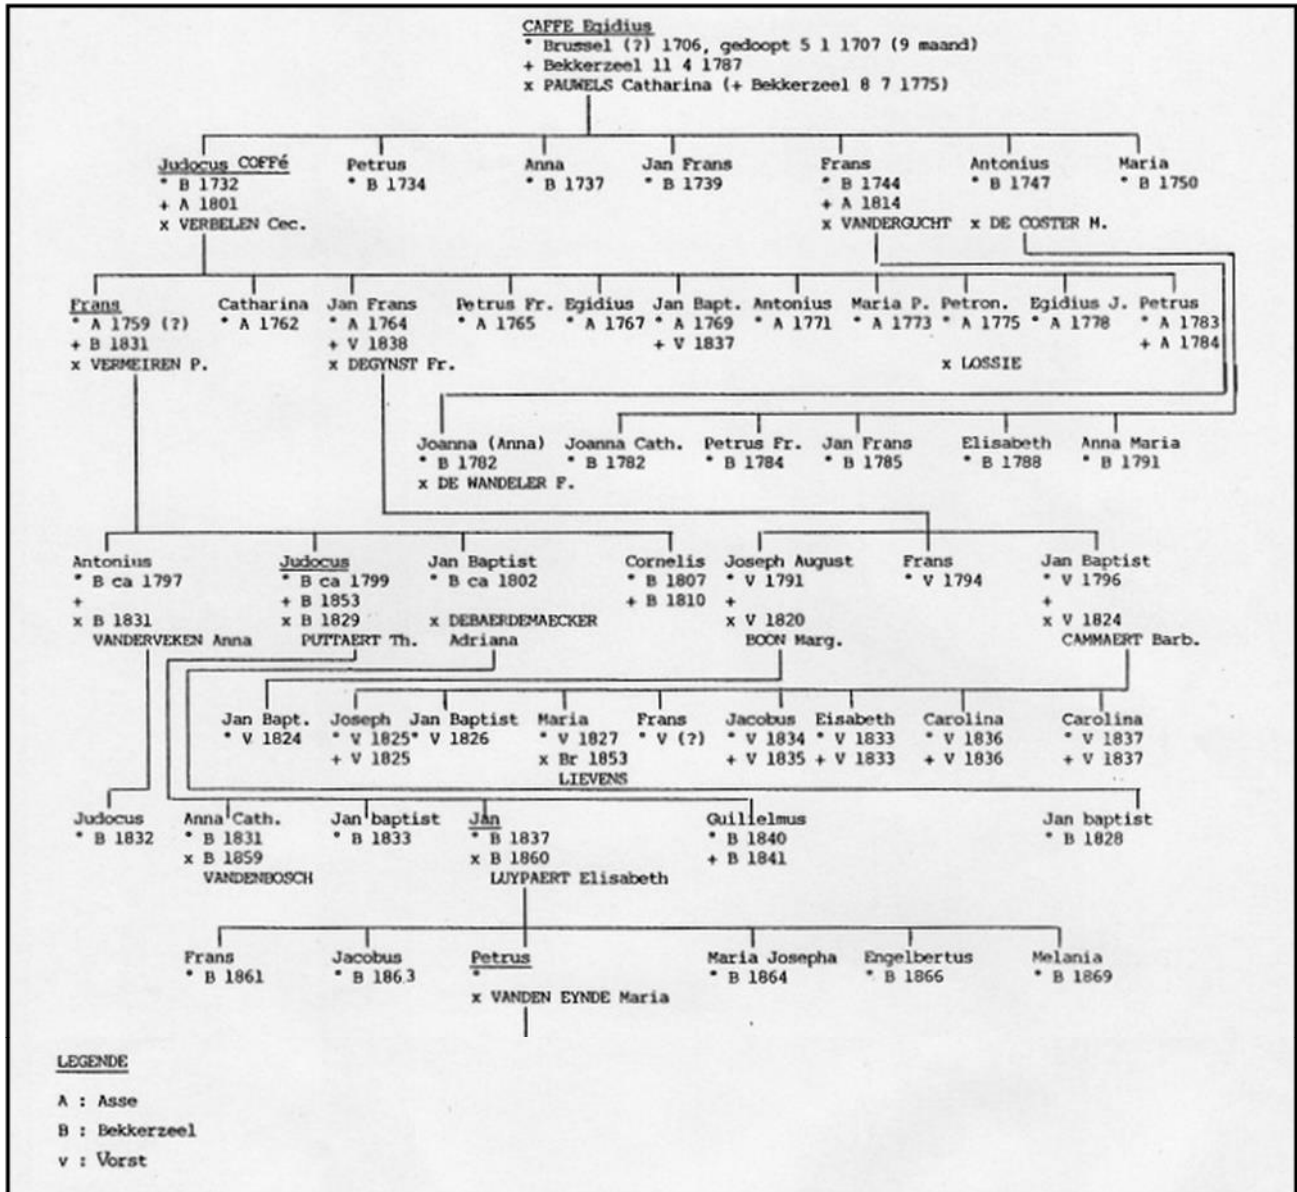 CAFFE Egidius
* Brussel (?) 1706, gedoopt 5 1 1707 (9 maand)
+ Bekkerzeel 11 4 1787
x PAUWELS Catharina (+ Bekkerzeel 8 7 1775)
Judocus COFFé Petrus Anna Jan Frans Frans Antonius Maria
* B 1732 * B 1734 * B 1737 * B 1739 * B 1744 * B 1747 * B 1750
+ A 1801 + A 1814
x VERBELEN Cec. x VANDERGUCHT x DE COSTER M.
Frans Catharina Jan Frans Petrus Fr. Egidius Jan Bapt. Antonius Maria P. Petron. Egidius J. Petrus
* A 1759 (?) * A 1762 * A 1764 * A 1765 * A 1767 * A 1769 * A 1771 * A 1773 * A 1775 * A 1778 * A 1783
+ B 1831 + V 1838 + V 1837 + A 1784
x VERMEIREN P. x DEGYNST Fr. x LOSSIE
Joanna (Anna) Joanna Cath. Petrus Fr. Jan Frans Elisabeth Anna Maria
* B 1782 * B 1782 * B 1784 * B 1785 * B 1788 * B 1791
x DE WANDELER F.
Antonius Judocus Jan Baptist Cornelis Joseph August Frans Jan Baptist
* B ca 1797 * B ca 1799 * B ca 1802 * B 1807 * V 1791 * V 1794 * V 1796
+ + B 1853 + B 1810 + +
x B 1831 x B 1829 x DEBAERDEMAECKER x V 1820 x V 1824
VANDERVEKEN Anna PUTTAERT Th. Adriana BOON Marg. CAMMAERT Barb.
Jan Bapt. Joseph Jan Baptist Maria Frans Jacobus Eisabeth Carolina Carolina
* V 1824 * V 1825 * V 1826 * V 1827 * V (?) * V 1834 * V 1833 * V 1836 * V 1837
+ V 1825 x Br 1853 + V 1835 + V 1833 + V 1836 + V 1837
LIEVENS
Judocus Anna Cath. Jan baptist Jan Guillelmus Jan baptist
* B 1832 * B 1831 * B 1833 * B 1837 * B 1840 * B 1828
x B 1859 x B 1860 + B 1841
VANDENBOSCH LUYPAERT Elisabeth
Frans Jacobus Petrus Maria Josepha Engelbertus Melania
* B 1861 * B 1863 * * B 1864 * B 1866 * B 1869
x VANDEN EYNDE Maria
LEGENDE
A : Asse
B : Bekkerzeel
v : Vorst